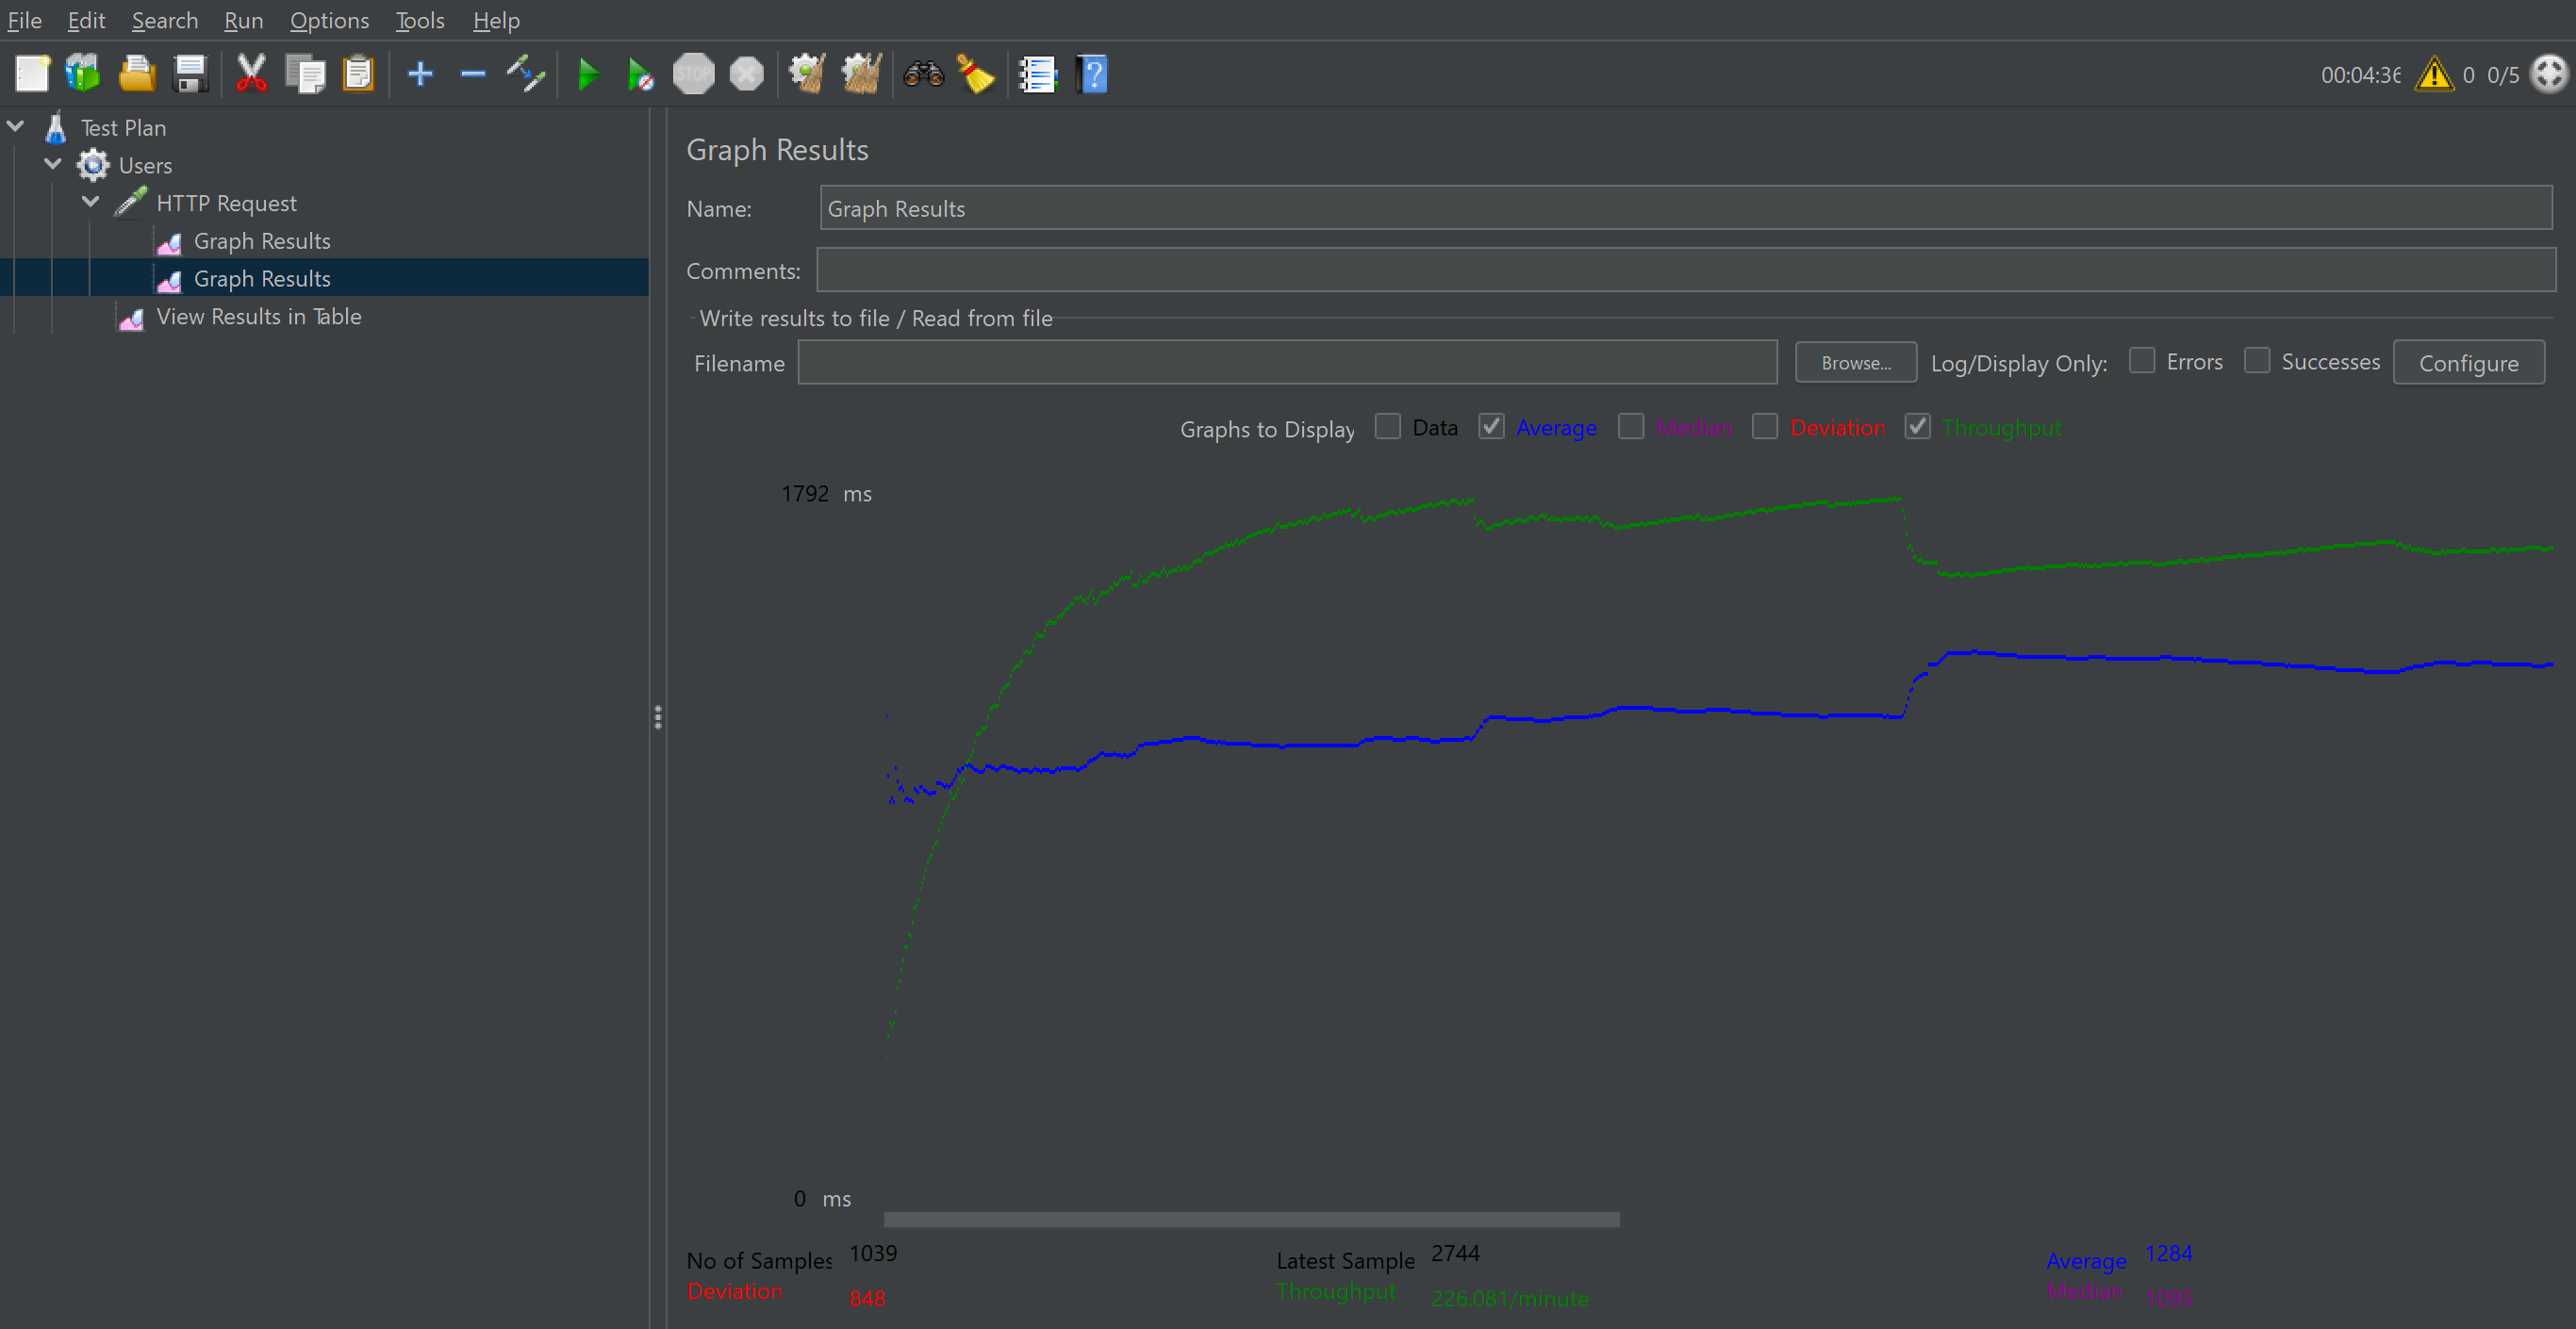 File Edit Search Run Options Tools Help
STOP ? 00:04:36 0 0/5
Test Plan
Users
HTTP Request
Graph Results
Graph Results
View Results in Table
Graph Results
Name: Graph Results
Comments:
Write results to file / Read from file
Filename Browse... Log/Display Only: Errors Successes Configure
Graphs to Display Data Average Median Deviation Throughput
1792 ms
0 ms
No of Samples 1039 Latest Sample 2744 Average 1284
Deviation 848 Throughput 226.081/minute Median 1095